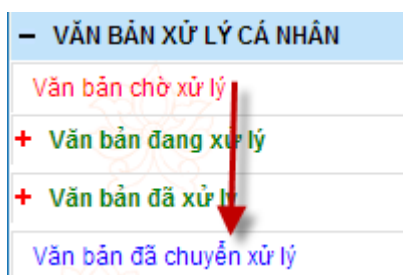 – VĂN BẢN XỬ LÝ CÁ NHÂN
Văn bản chờ xử lý
+ Văn bản đang xử lý
+ Văn bản đã xử lý
Văn bản đã chuyển xử lý